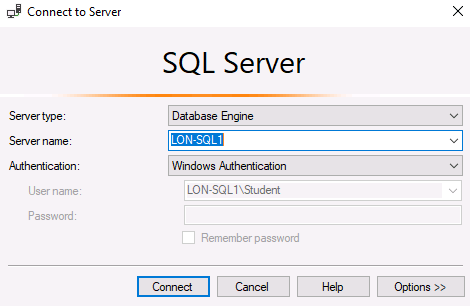 Connect to Server
SQL Server
Server type: Database Engine
Server name: LON-SQL1
Authentication: Windows Authentication
User name: LON-SQL1\Student
Password:
Remember password
Connect Cancel Help Options >>